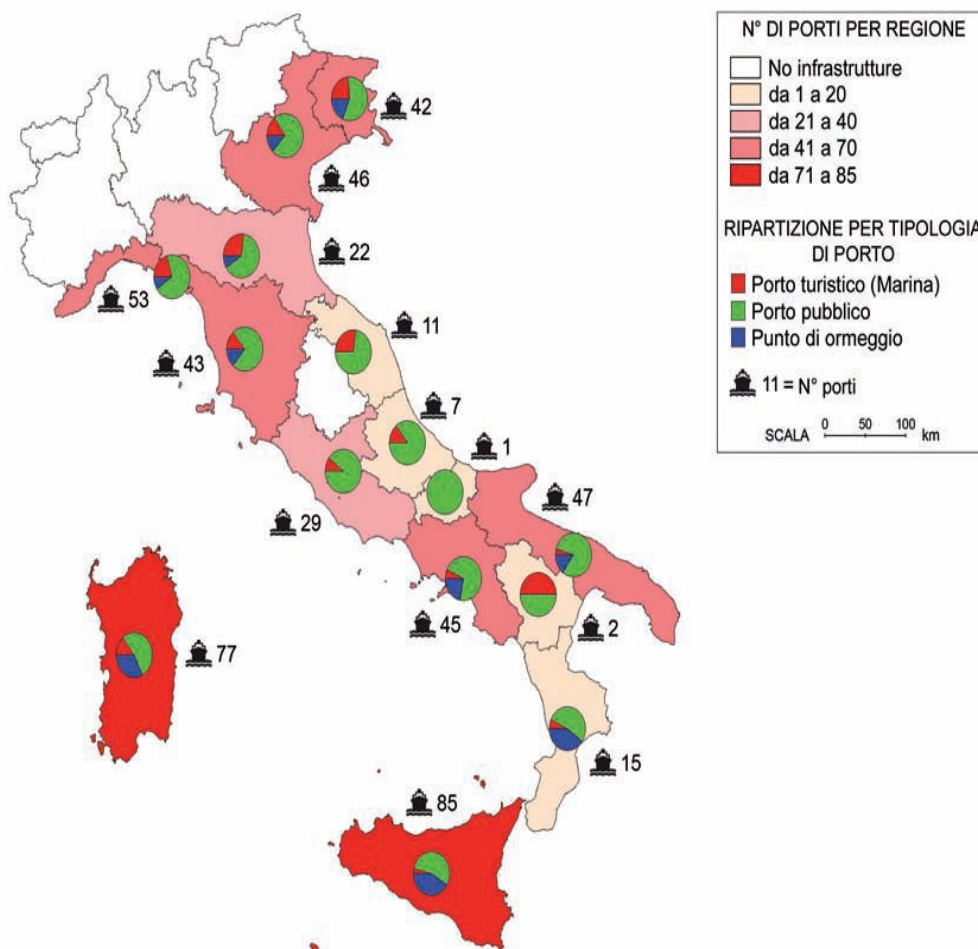 N° DI PORTI PER REGIONE
No infrastrutture
da 1 a 20
da 21 a 40
da 41 a 70
da 71 a 85
RIPARTIZIONE PER TIPOLOGIA
DI PORTO
Porto turistico (Marina)
Porto pubblico
Punto di ormeggio
11 = N° porti
SCALA 0 50 100 km
42
46
22
53
11
43
7
1
47
29
45
2
77
15
85